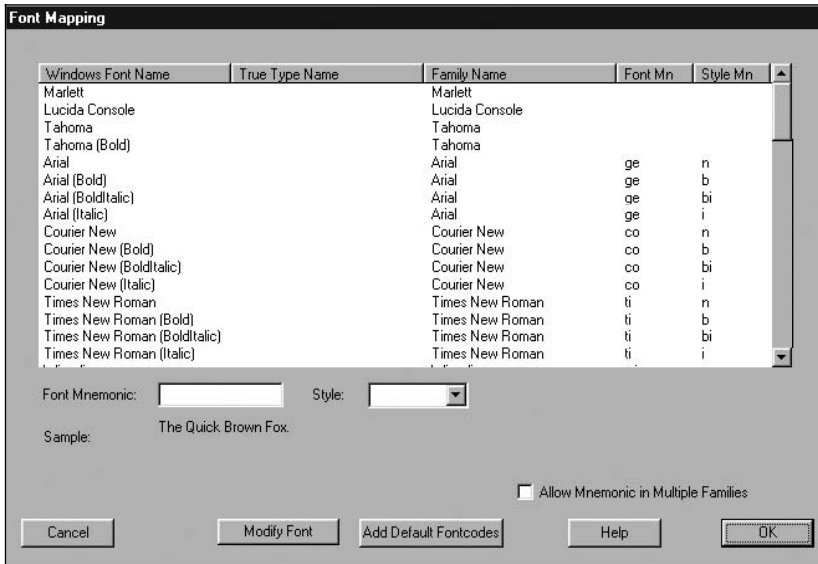 Font Mapping
Windows Font Name True Type Name Family Name Font Mn Style Mn
Marlett Marlett
Lucida Console Lucida Console
Tahoma Tahoma
Tahoma (Bold) Tahoma
Arial Arial ge n
Arial (Bold) Arial ge b
Arial (BoldItalic) Arial ge bi
Arial (Italic) Arial ge i
Courier New Courier New co n
Courier New (Bold) Courier New co b
Courier New (BoldItalic) Courier New co bi
Courier New (Italic) Courier New co i
Times New Roman Times New Roman ti n
Times New Roman (Bold) Times New Roman ti b
Times New Roman (BoldItalic) Times New Roman ti bi
Times New Roman (Italic) Times New Roman ti i
Font Mnemonic: Style:
Sample: The Quick Brown Fox.
Allow Mnemonic in Multiple Families
Cancel Modify Font Add Default Fontcodes Help OK